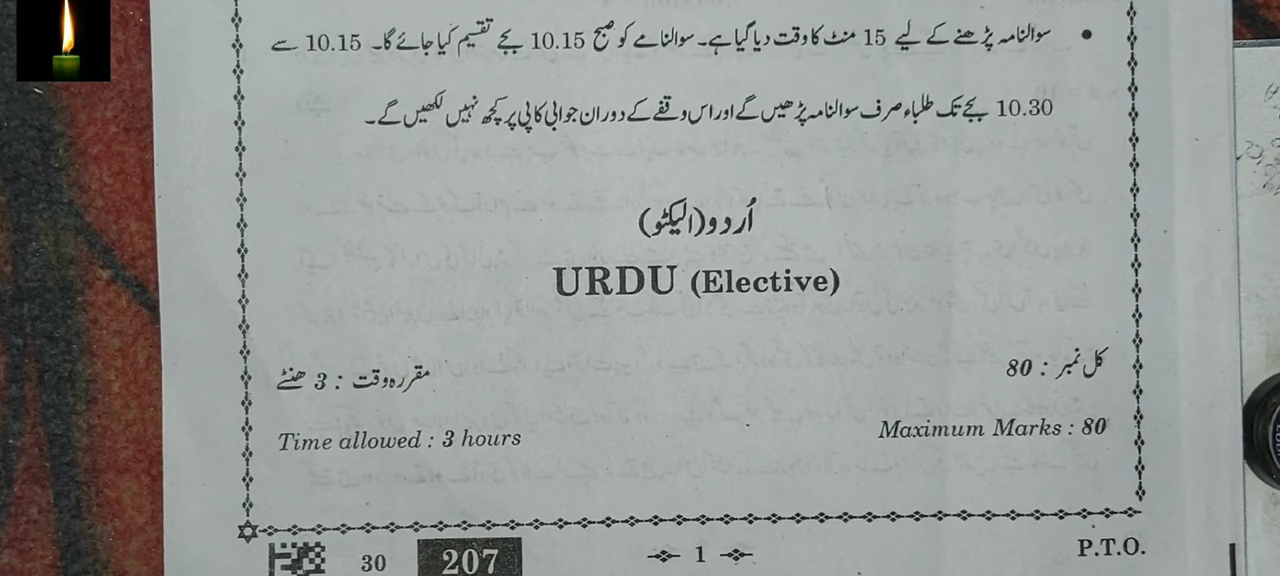 • سوالنامہ پڑھنے کے لیے 15 منٹ کا وقت دیا گیا ہے۔ سوالنامے کو صبح 10.15 بجے تقسیم کیا جائے گا۔ 10.15 سے
10.30 بجے تک طلباء صرف سوالنامہ پڑھیں گے اور اس وقفے کے دوران جوابی کاپی پر کچھ نہیں لکھیں گے۔
اُردو (الیکٹو)
URDU (Elective)
کل نمبر : 80
مقررہ وقت : 3 گھنٹے
Time allowed : 3 hours
Maximum Marks : 80
30
207
1
P.T.O.